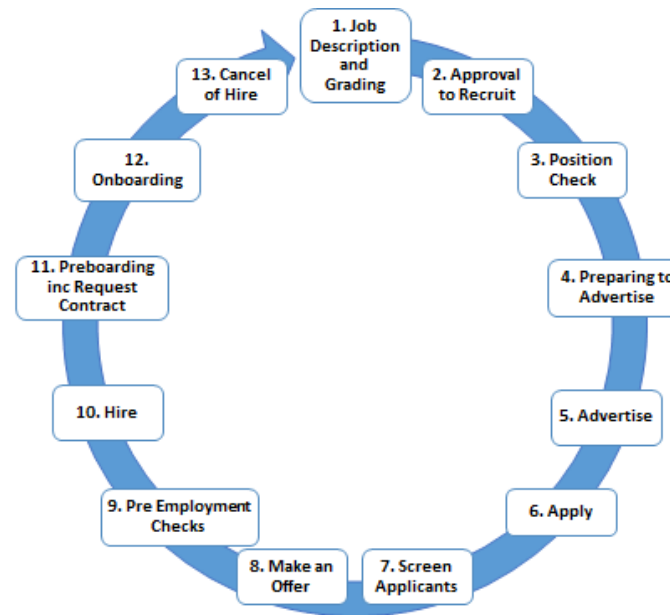 1. Job
Description
and
Grading
2. Approval
to Recruit
3. Position
Check
4. Preparing to
Advertise
5. Advertise
6. Apply
7. Screen
Applicants
8. Make an
Offer
9. Pre Employment
Checks
10. Hire
11. Preboarding
inc Request
Contract
12.
Onboarding
13. Cancel
of Hire